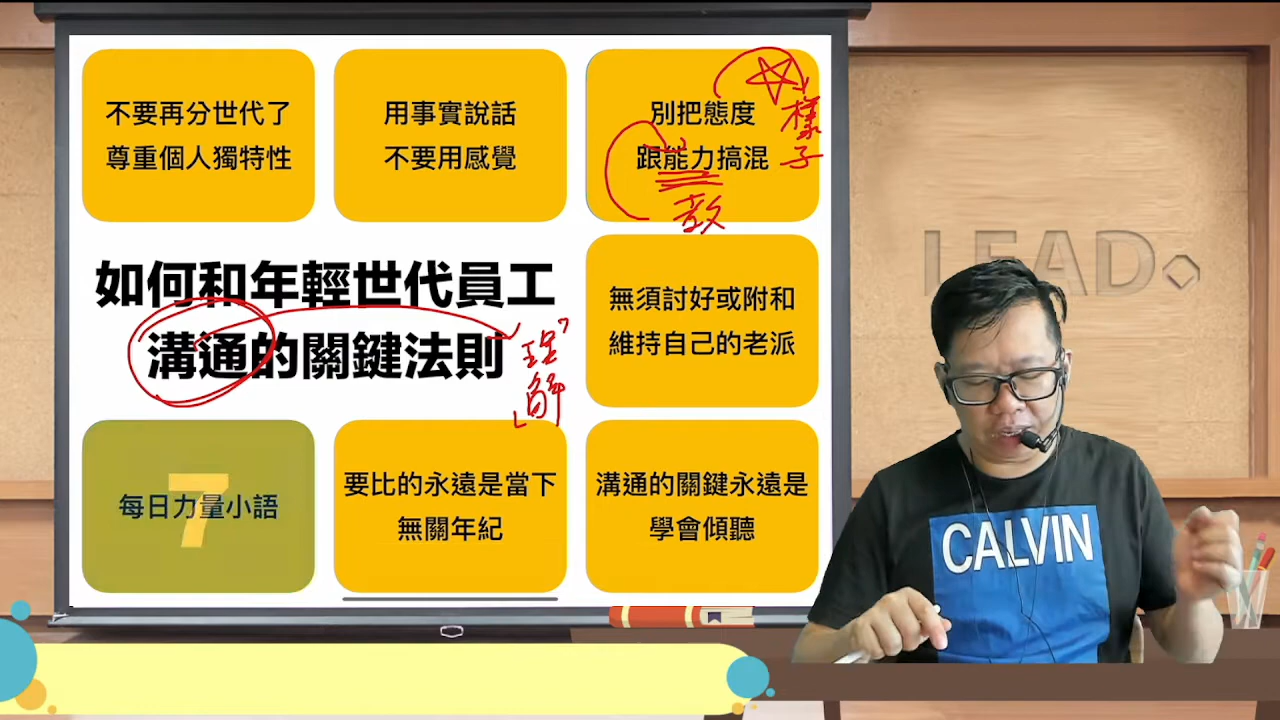 不要再分世代了
尊重個人獨特性
用事實說話
不要用感覺
別把態度
跟能力搞混
樣子
教
如何和年輕世代員工
溝通的關鍵法則
「理解」
無須討好或附和
維持自己的老派
7
每日力量小語
要比的永遠是當下
無關年紀
溝通的關鍵永遠是
學會傾聽
LEAD
CALVIN